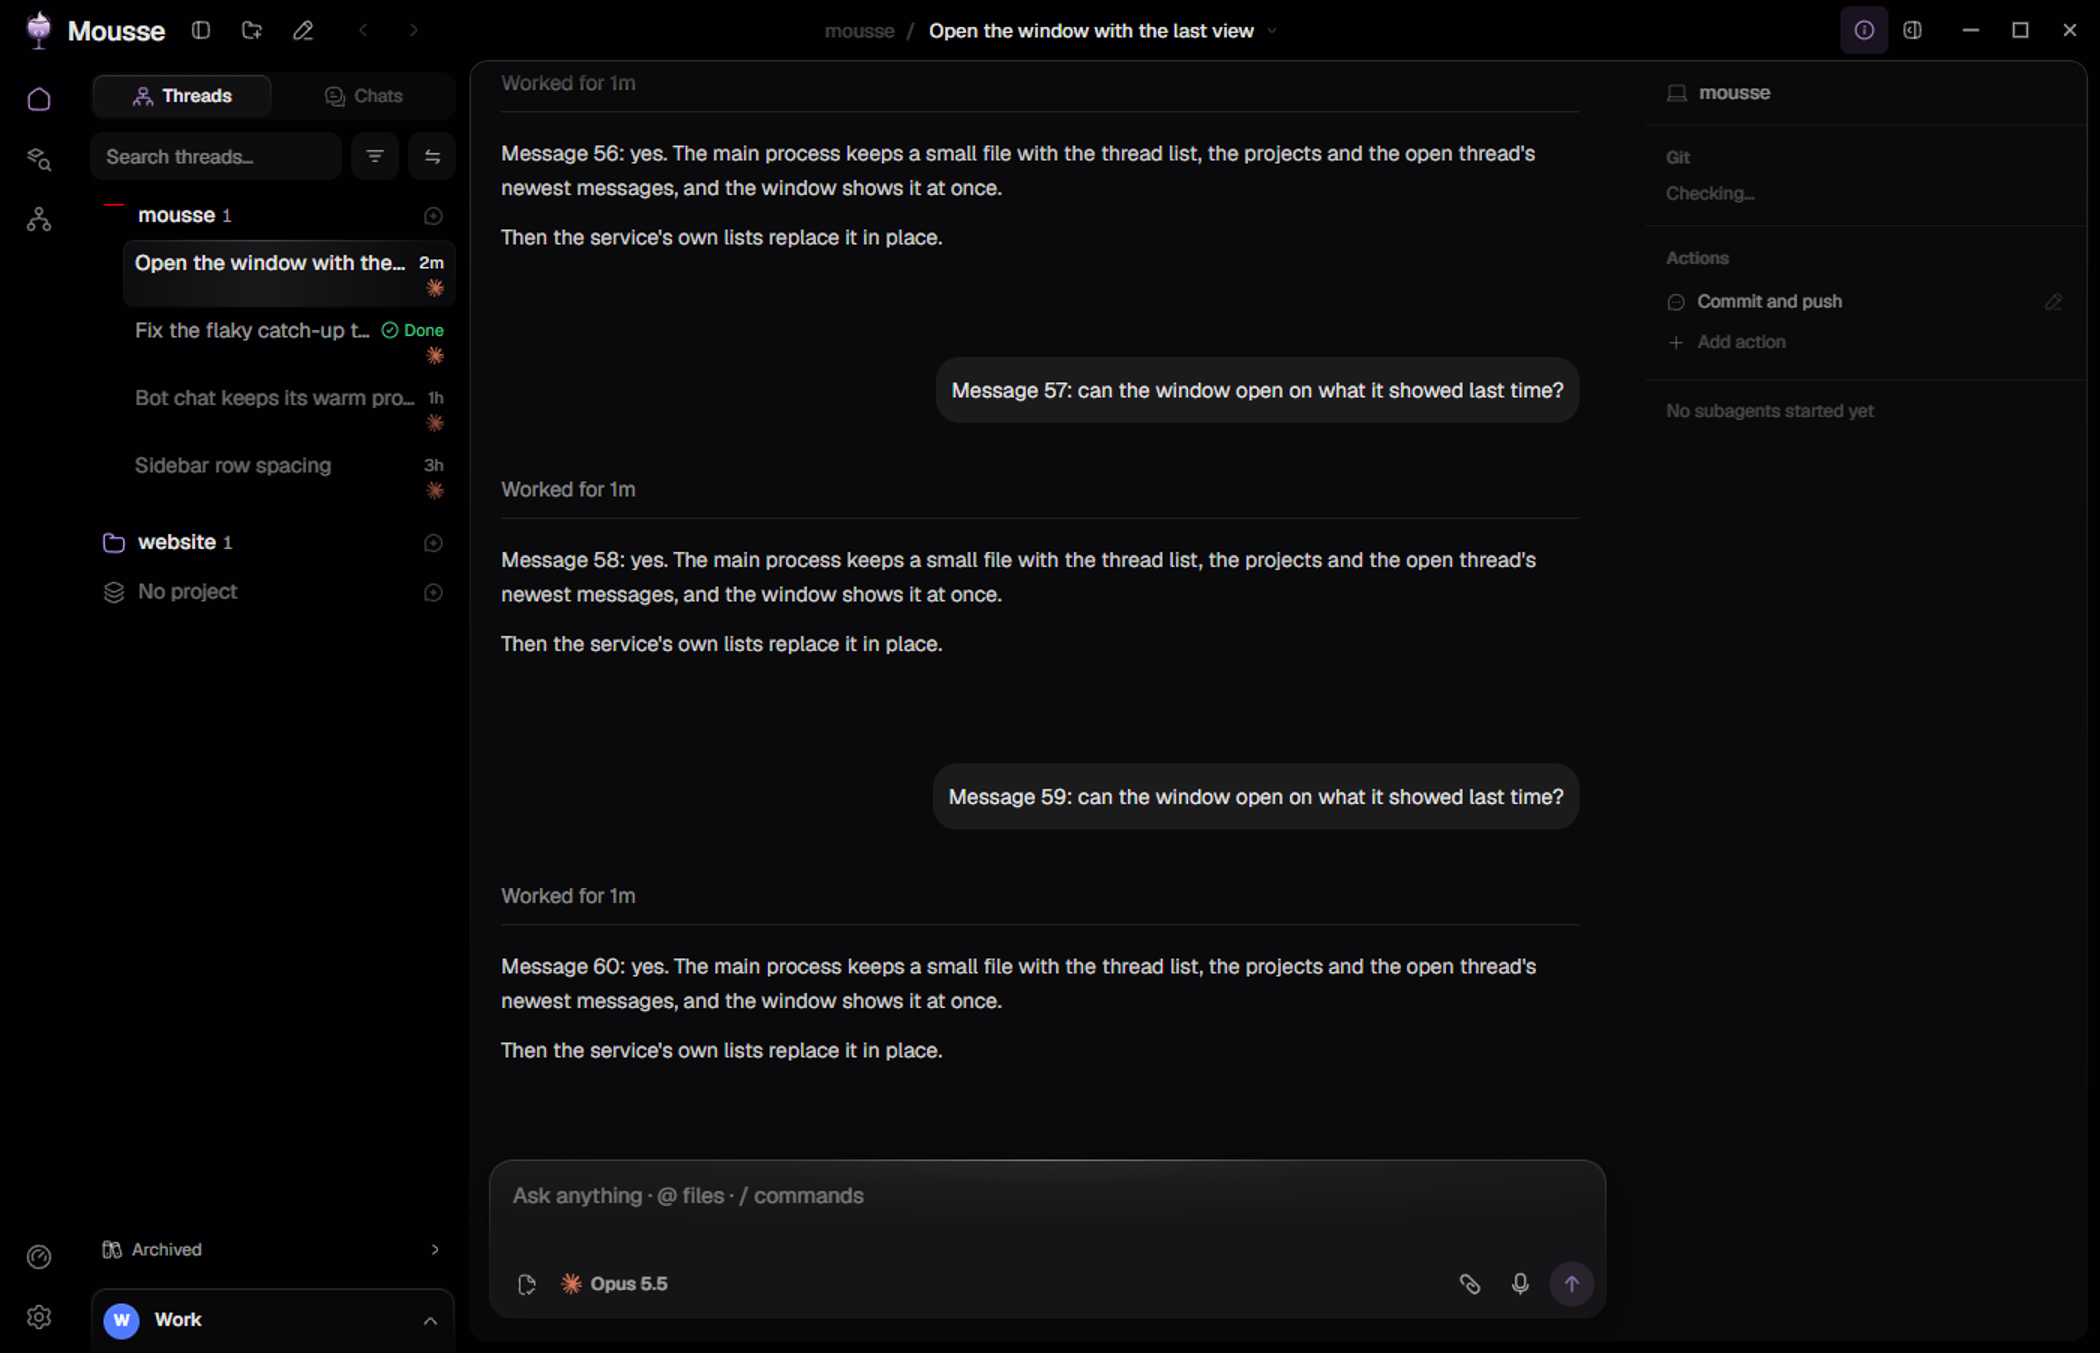 Mousse
mousse / Open the window with the last view
Threads
Chats
Search threads...
mousse 1
Open the window with the... 2m
Fix the flaky catch-up t... Done
Bot chat keeps its warm pro... 1h
Sidebar row spacing 3h
website 1
No project
Archived
W Work
Worked for 1m
Message 56: yes. The main process keeps a small file with the thread list, the projects and the open thread's
newest messages, and the window shows it at once.
Then the service's own lists replace it in place.
Message 57: can the window open on what it showed last time?
Worked for 1m
Message 58: yes. The main process keeps a small file with the thread list, the projects and the open thread's
newest messages, and the window shows it at once.
Then the service's own lists replace it in place.
Message 59: can the window open on what it showed last time?
Worked for 1m
Message 60: yes. The main process keeps a small file with the thread list, the projects and the open thread's
newest messages, and the window shows it at once.
Then the service's own lists replace it in place.
Ask anything · @ files · / commands
Opus 5.5
mousse
Git
Checking...
Actions
Commit and push
Add action
No subagents started yet